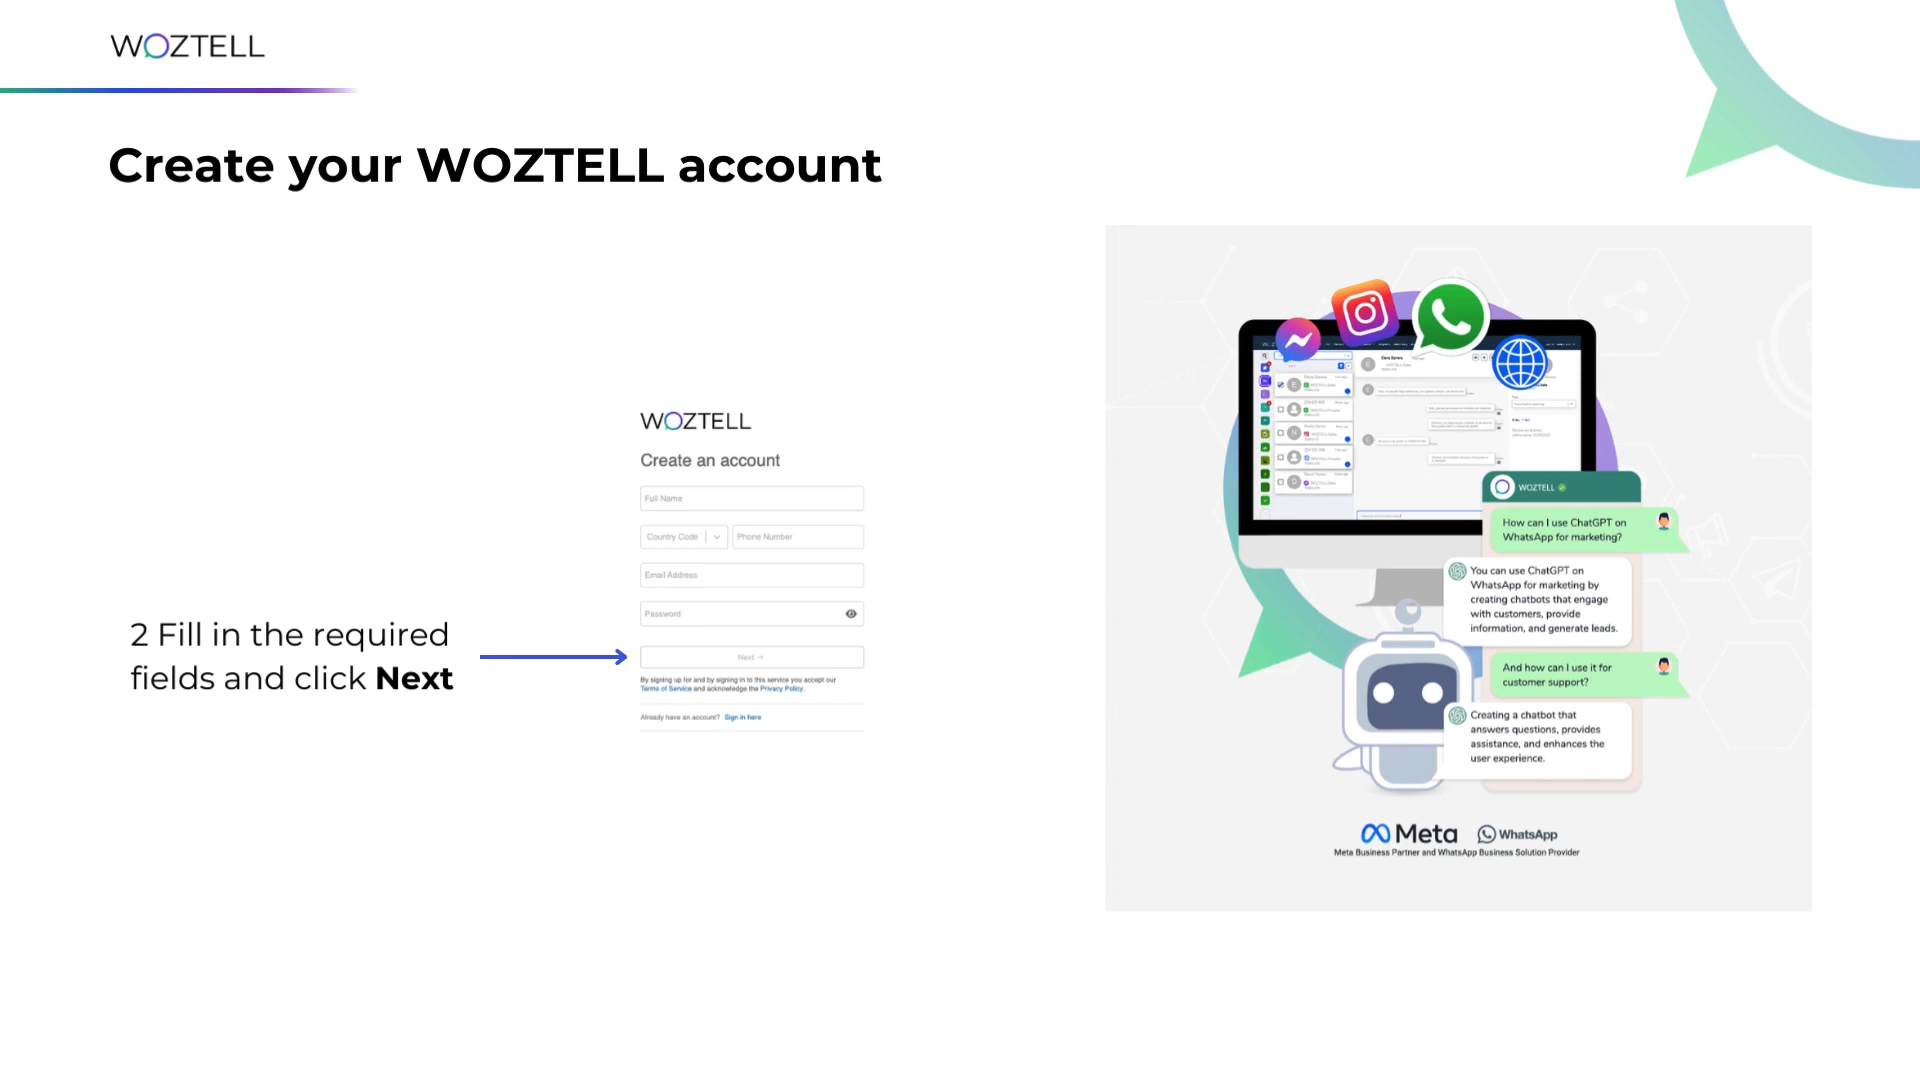 WOZTELL
Create your WOZTELL account
2 Fill in the required
fields and click Next
WOZTELL
Create an account
Full Name
Country Code
Phone Number
Email Address
Password
Next →
By signing up for and by signing in to this service you accept our
Terms of Service and acknowledge the Privacy Policy.
Already have an account? Sign in here
WOZTELL
How can I use ChatGPT on
WhatsApp for marketing?
You can use ChatGPT on
WhatsApp for marketing by
creating chatbots that engage
with customers, provide
information, and generate leads.
And how can I use it for
customer support?
Creating a chatbot that
answers questions, provides
assistance, and enhances the
user experience.
Meta
WhatsApp
Meta Business Partner and WhatsApp Business Solution Provider